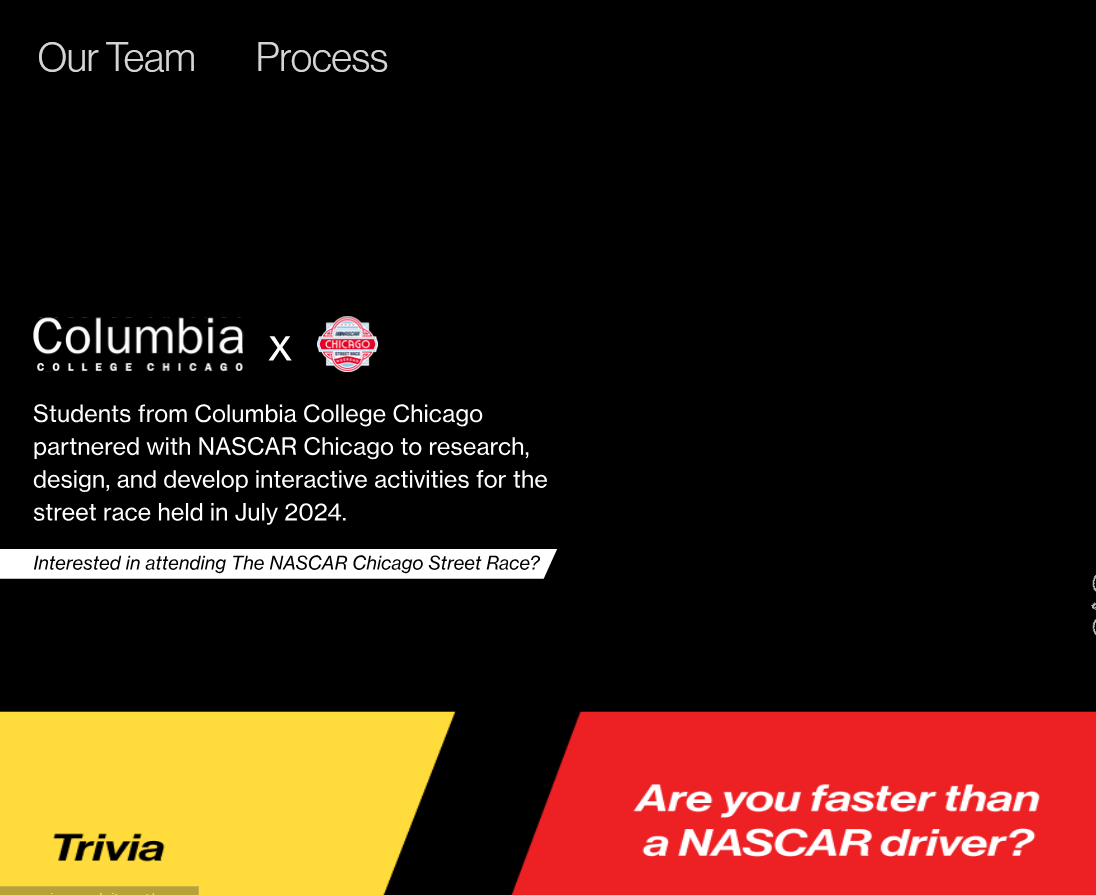 Our Team Process
Columbia
COLLEGE CHICAGO
x
NASCAR
CHICAGO
STREET RACE
WEEKEND
Students from Columbia College Chicago
partnered with NASCAR Chicago to research,
design, and develop interactive activities for the
street race held in July 2024.
Interested in attending The NASCAR Chicago Street Race?
Trivia
Are you faster than
a NASCAR driver?